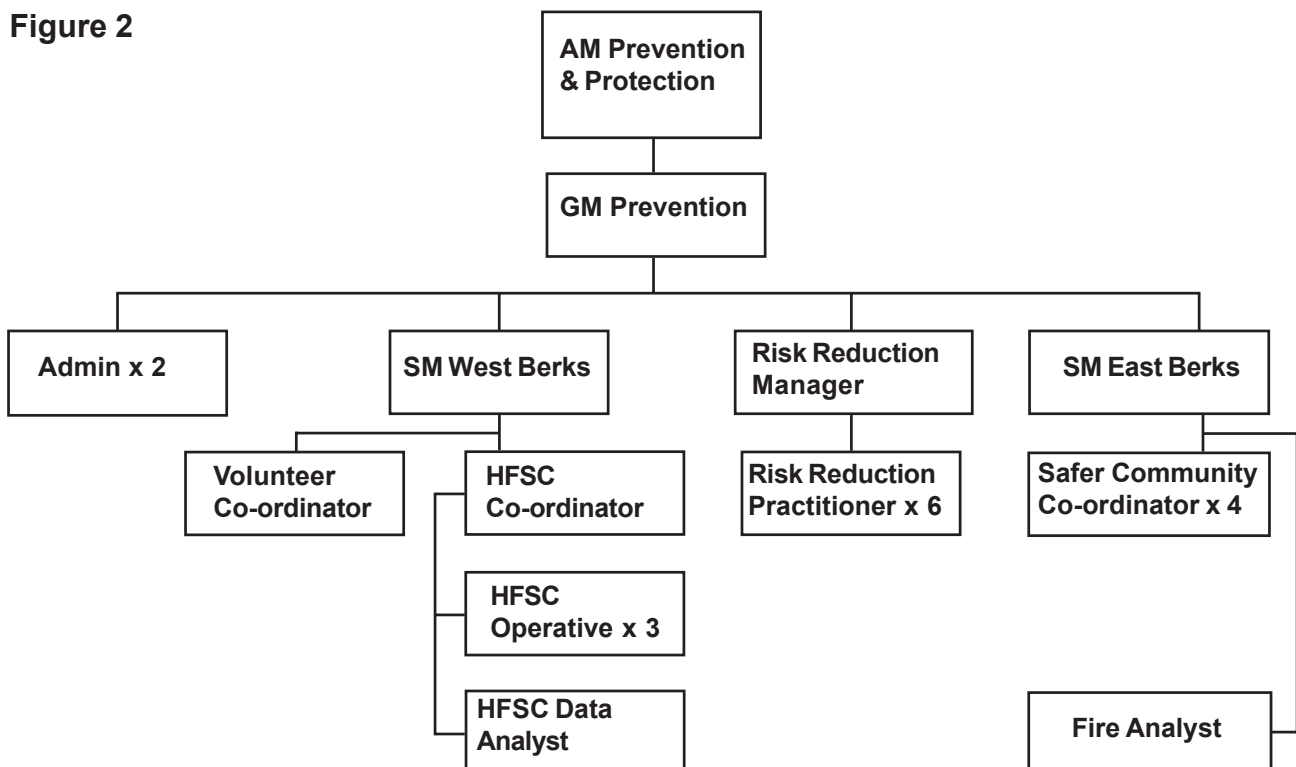 Figure 2
AM Prevention
& Protection
GM Prevention
Admin x 2
SM West Berks
Risk Reduction
Manager
SM East Berks
Volunteer
Co-ordinator
HFSC
Co-ordinator
Risk Reduction
Practitioner x 6
Safer Community
Co-ordinator x 4
HFSC
Operative x 3
HFSC Data
Analyst
Fire Analyst